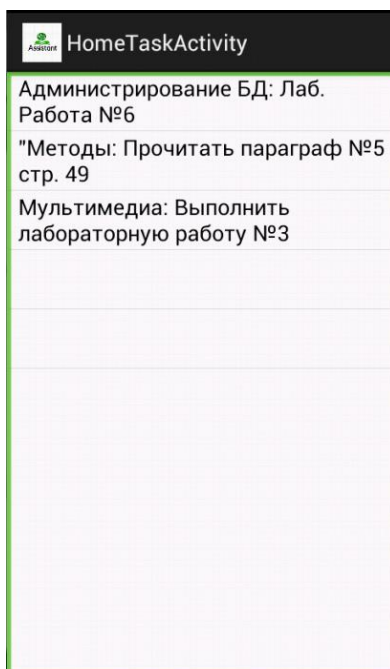 Assistant
HomeTaskActivity
Администрирование БД: Лаб.
Работа №6
"Методы: Прочитать параграф №5
стр. 49
Мультимедиа: Выполнить
лабораторную работу №3